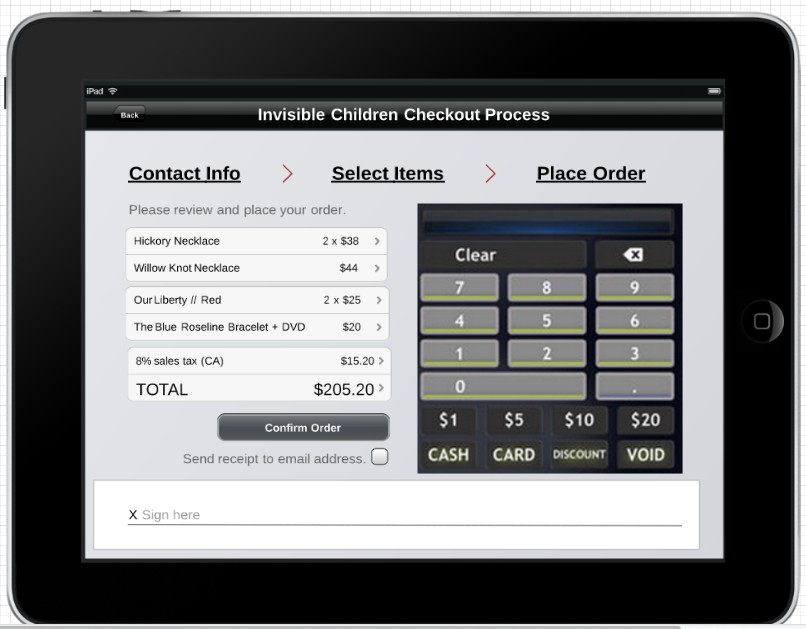 iPad
Back
Invisible Children Checkout Process
Contact Info > Select Items > Place Order
Please review and place your order.
Hickory Necklace 2 x $38 >
Willow Knot Necklace $44 >
Our Liberty // Red 2 x $25 >
The Blue Roseline Bracelet + DVD $20 >
8% sales tax (CA) $15.20 >
TOTAL $205.20 >
Confirm Order
Send receipt to email address.
Clear
7 8 9
4 5 6
1 2 3
0 .
$1 $5 $10 $20
CASH CARD DISCOUNT VOID
X Sign here